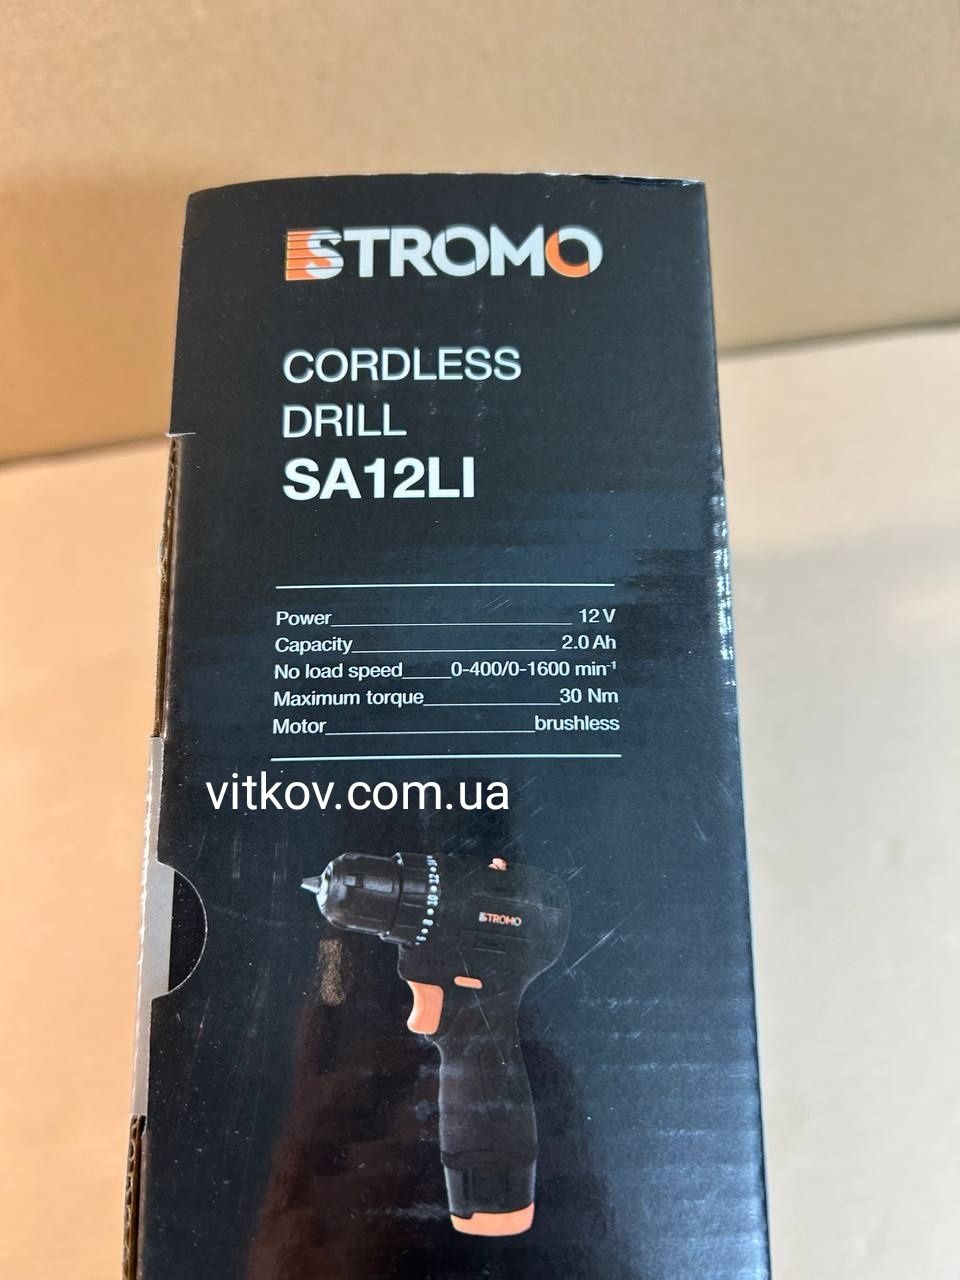 STROMO
CORDLESS
DRILL
SA12LI
Power 12 V
Capacity 2.0 Ah
No load speed 0-400/0-1600 min⁻¹
Maximum torque 30 Nm
Motor brushless
vitkov.com.ua
STROMO